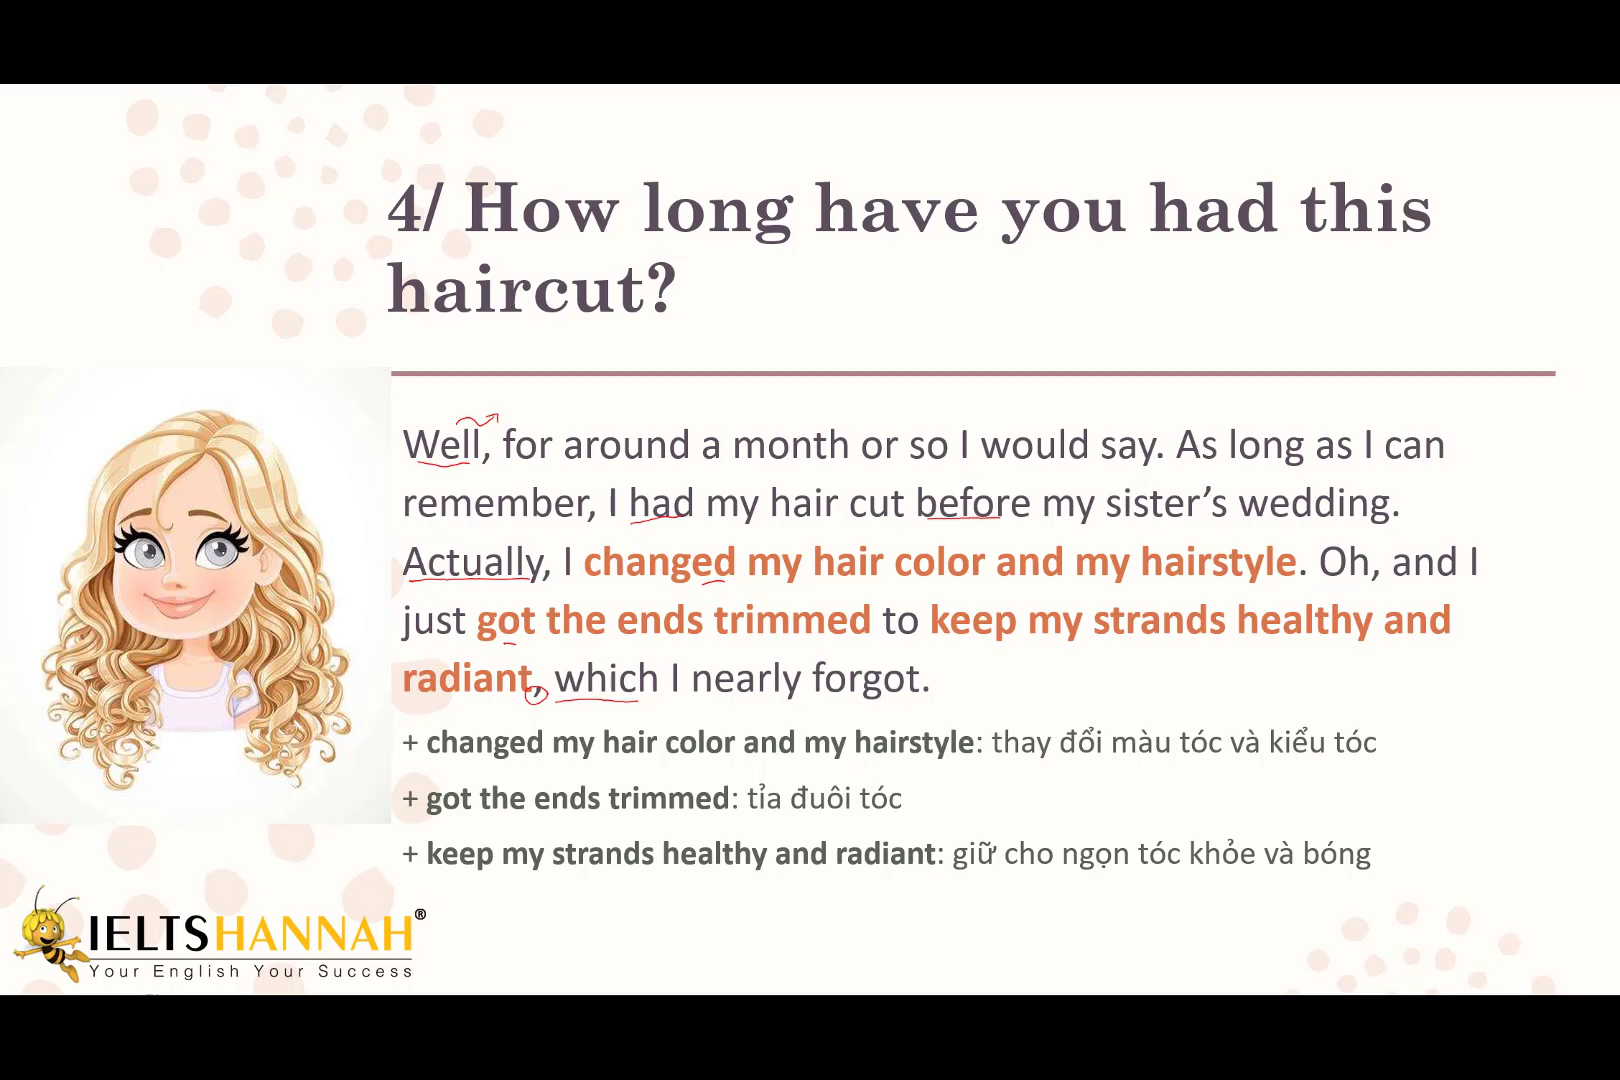 4/ How long have you had this
haircut?
Well, for around a month or so I would say. As long as I can
remember, I had my hair cut before my sister’s wedding.
Actually, I changed my hair color and my hairstyle. Oh, and I
just got the ends trimmed to keep my strands healthy and
radiant, which I nearly forgot.
+ changed my hair color and my hairstyle: thay đổi màu tóc và kiểu tóc
+ got the ends trimmed: tỉa đuôi tóc
+ keep my strands healthy and radiant: giữ cho ngọn tóc khỏe và bóng
IELTSHANNAH®
Your English Your Success